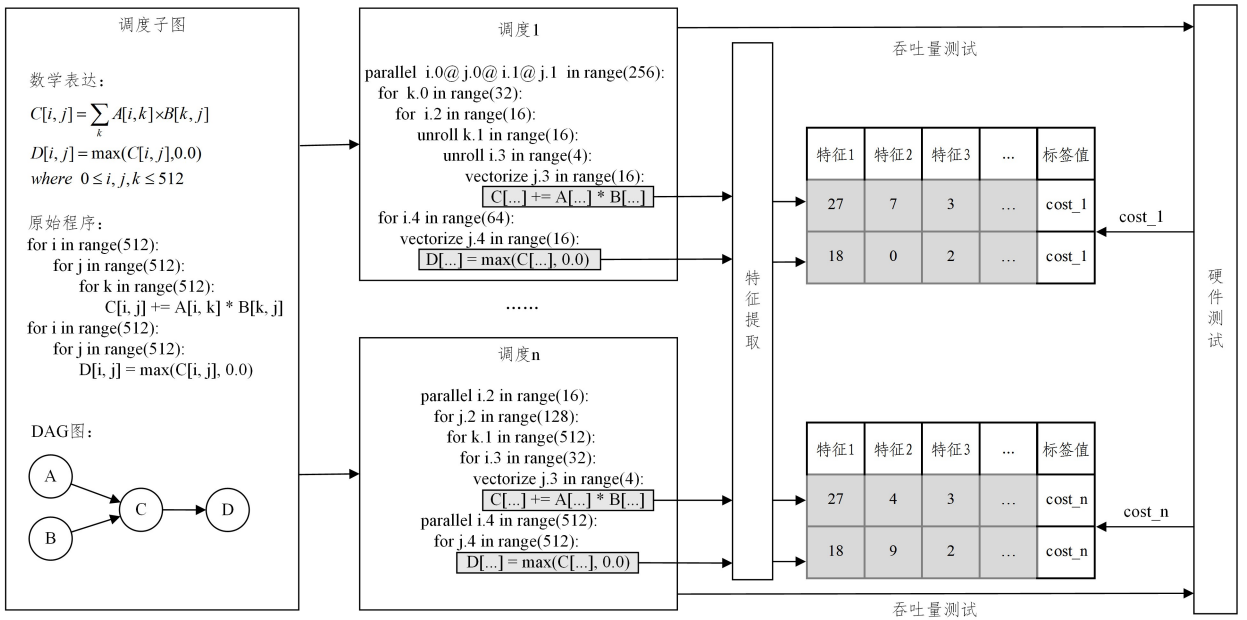 调度子图
数学表达：
C[i, j] = ∑ A[i,k]×B[k, j]
k
D[i, j] = max(C[i, j],0.0)
where 0 ≤ i, j,k ≤ 512
原始程序：
for i in range(512):
for j in range(512):
for k in range(512):
C[i, j] += A[i, k] * B[k, j]
for i in range(512):
for j in range(512):
D[i, j] = max(C[i, j], 0.0)
DAG图：
A
B
C
D
调度1
parallel i.0@ j.0@ i.1@ j.1 in range(256):
for k.0 in range(32):
for i.2 in range(16):
unroll k.1 in range(16):
unroll i.3 in range(4):
vectorize j.3 in range(16):
C[...] += A[...] * B[...]
for i.4 in range(64):
vectorize j.4 in range(16):
D[...] = max(C[...], 0.0)
……
调度n
parallel i.2 in range(16):
for j.2 in range(128):
for k.1 in range(512):
for i.3 in range(32):
vectorize j.3 in range(4):
C[...] += A[...] * B[...]
parallel i.4 in range(512):
for j.4 in range(512):
D[...] = max(C[...], 0.0)
特征提取
吞吐量测试
特征1 特征2 特征3 ... 标签值
27 7 3 … cost_1
18 0 2 … cost_1
cost_1
特征1 特征2 特征3 ... 标签值
27 4 3 … cost_n
18 9 2 … cost_n
cost_n
吞吐量测试
硬件测试